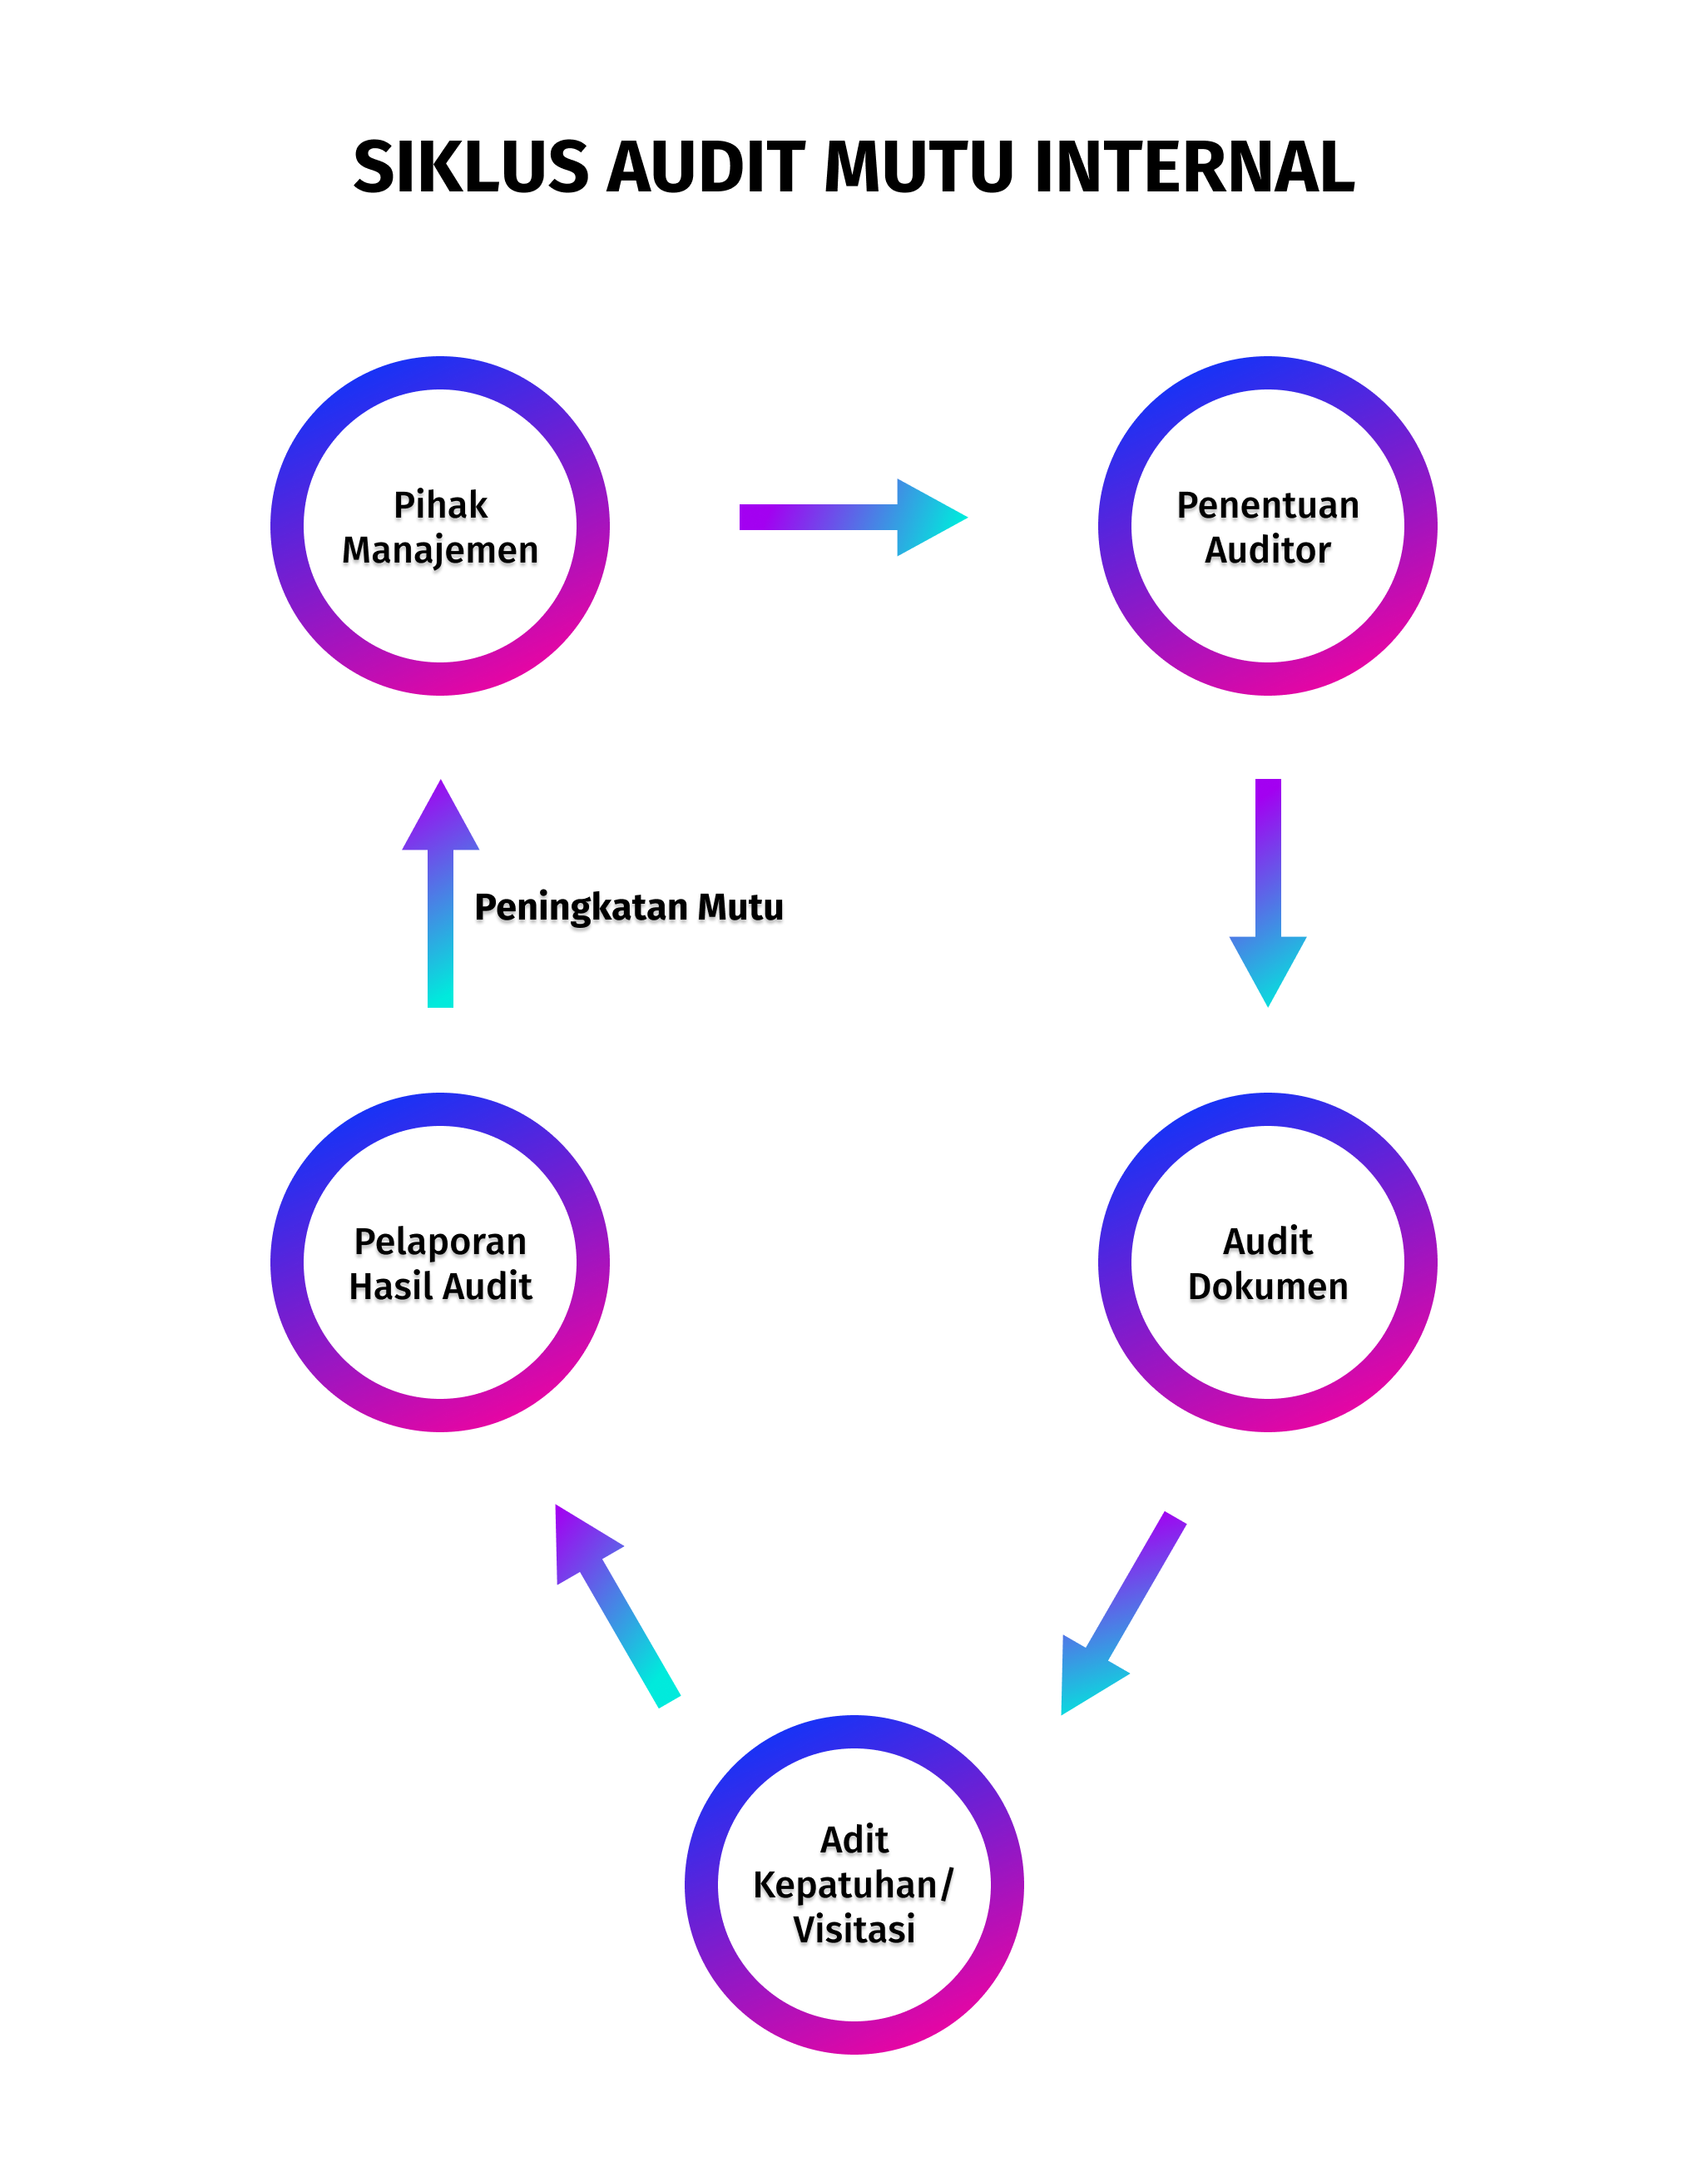 SIKLUS AUDIT MUTU INTERNAL
Pihak
Manajemen
Penentuan
Auditor
Peningkatan Mutu
Pelaporan
Hasil Audit
Audit
Dokumen
Adit
Kepatuhan/
Visitasi